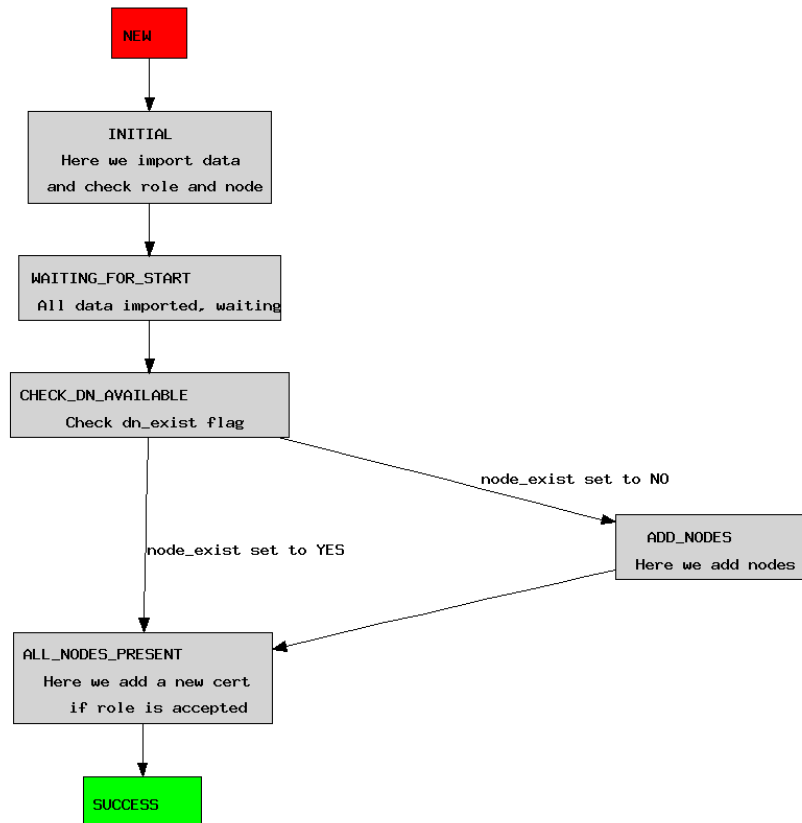 NEW
INITIAL
Here we import data
and check role and node
WAITING_FOR_START
All data imported, waiting
CHECK_DN_AVAILABLE
Check dn_exist flag
node_exist set to NO
ADD_NODES
Here we add nodes
node_exist set to YES
ALL_NODES_PRESENT
Here we add a new cert
if role is accepted
SUCCESS